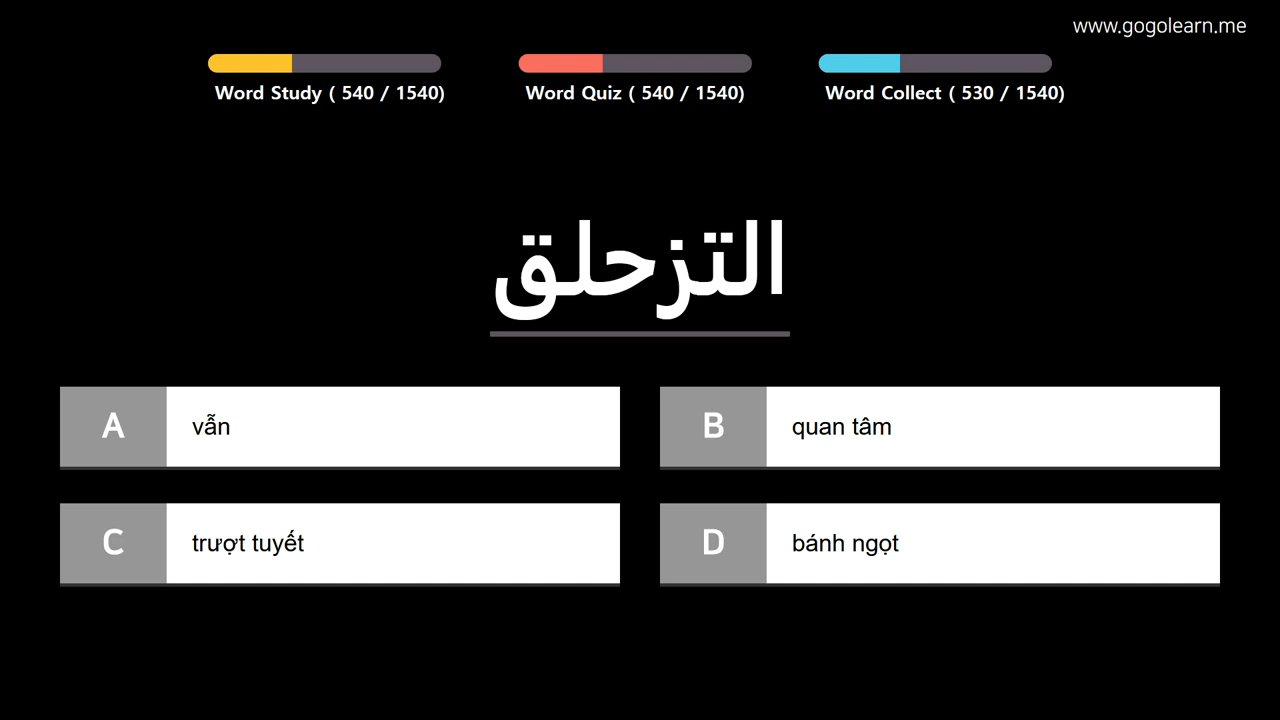 www.gogolearn.me
Word Study ( 540 / 1540)
Word Quiz ( 540 / 1540)
Word Collect ( 530 / 1540)
التزحلق
A
vẫn
B
quan tâm
C
trượt tuyết
D
bánh ngọt